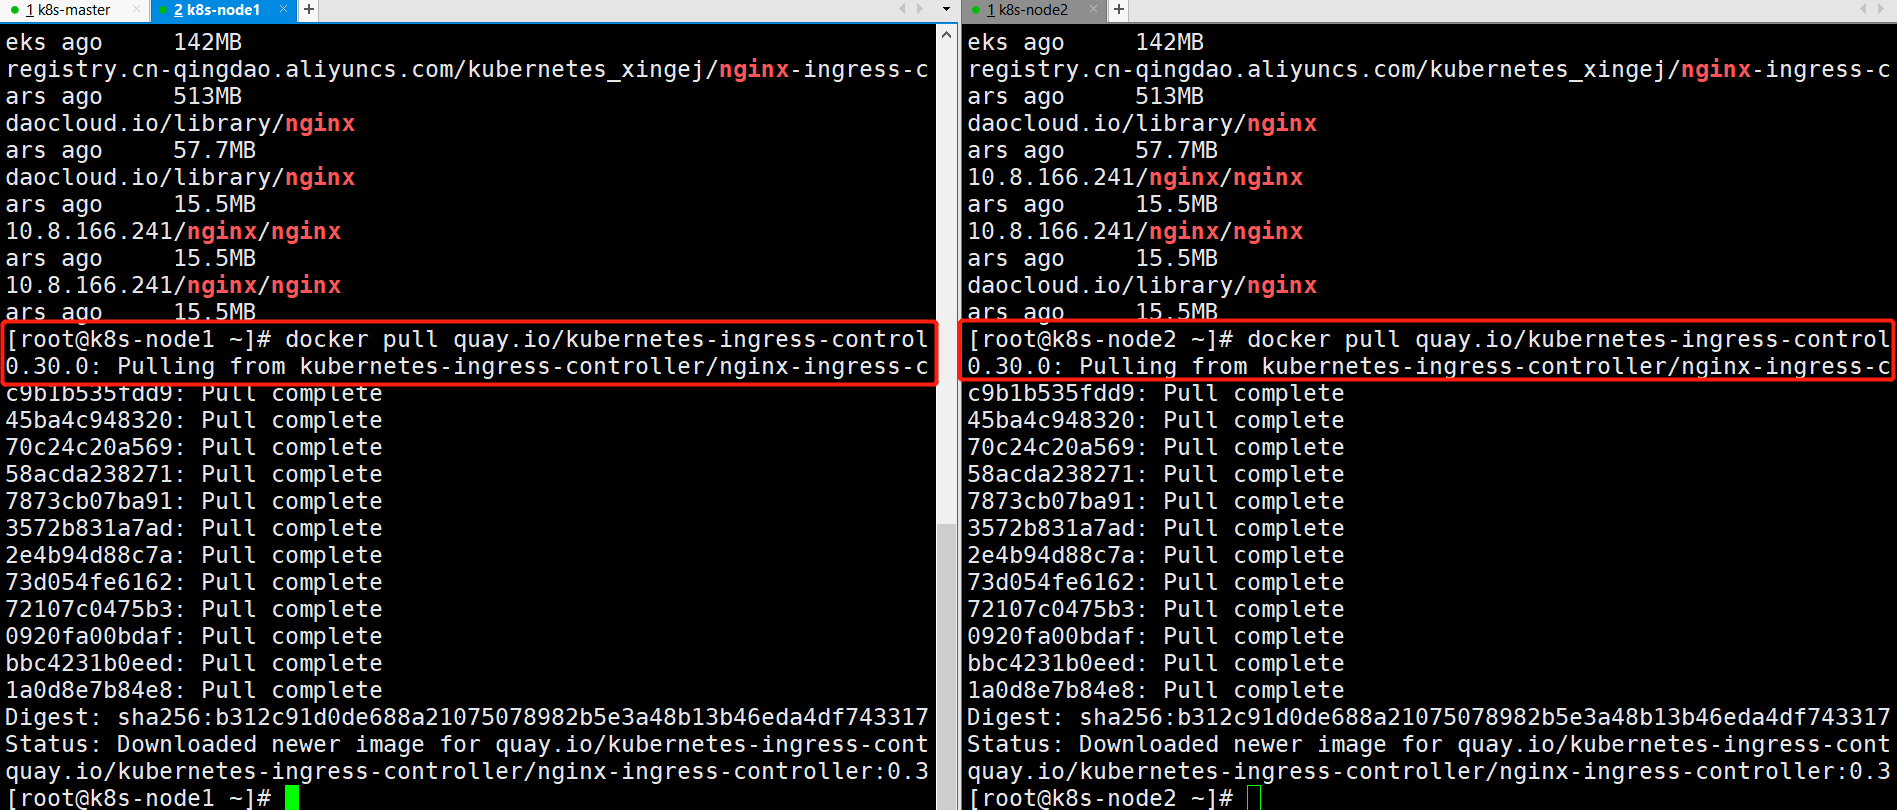 1 k8s-master × 2 k8s-node1 × +
eks ago     142MB
registry.cn-qingdao.aliyuncs.com/kubernetes_xingej/nginx-ingress-c
ars ago     513MB
daocloud.io/library/nginx
ars ago     57.7MB
daocloud.io/library/nginx
ars ago     15.5MB
10.8.166.241/nginx/nginx
ars ago     15.5MB
10.8.166.241/nginx/nginx
ars ago     15.5MB
[root@k8s-node1 ~]# docker pull quay.io/kubernetes-ingress-control
0.30.0: Pulling from kubernetes-ingress-controller/nginx-ingress-c
c9b1b535fdd9: Pull complete
45ba4c948320: Pull complete
70c24c20a569: Pull complete
58acda238271: Pull complete
7873cb07ba91: Pull complete
3572b831a7ad: Pull complete
2e4b94d88c7a: Pull complete
73d054fe6162: Pull complete
72107c0475b3: Pull complete
0920fa00bdaf: Pull complete
bbc4231b0eed: Pull complete
1a0d8e7b84e8: Pull complete
Digest: sha256:b312c91d0de688a21075078982b5e3a48b13b46eda4df743317
Status: Downloaded newer image for quay.io/kubernetes-ingress-cont
quay.io/kubernetes-ingress-controller/nginx-ingress-controller:0.3
[root@k8s-node1 ~]#
1 k8s-node2 × +
eks ago     142MB
registry.cn-qingdao.aliyuncs.com/kubernetes_xingej/nginx-ingress-c
ars ago     513MB
daocloud.io/library/nginx
ars ago     57.7MB
10.8.166.241/nginx/nginx
ars ago     15.5MB
10.8.166.241/nginx/nginx
ars ago     15.5MB
daocloud.io/library/nginx
ars ago     15.5MB
[root@k8s-node2 ~]# docker pull quay.io/kubernetes-ingress-control
0.30.0: Pulling from kubernetes-ingress-controller/nginx-ingress-c
c9b1b535fdd9: Pull complete
45ba4c948320: Pull complete
70c24c20a569: Pull complete
58acda238271: Pull complete
7873cb07ba91: Pull complete
3572b831a7ad: Pull complete
2e4b94d88c7a: Pull complete
73d054fe6162: Pull complete
72107c0475b3: Pull complete
0920fa00bdaf: Pull complete
bbc4231b0eed: Pull complete
1a0d8e7b84e8: Pull complete
Digest: sha256:b312c91d0de688a21075078982b5e3a48b13b46eda4df743317
Status: Downloaded newer image for quay.io/kubernetes-ingress-cont
quay.io/kubernetes-ingress-controller/nginx-ingress-controller:0.3
[root@k8s-node2 ~]#